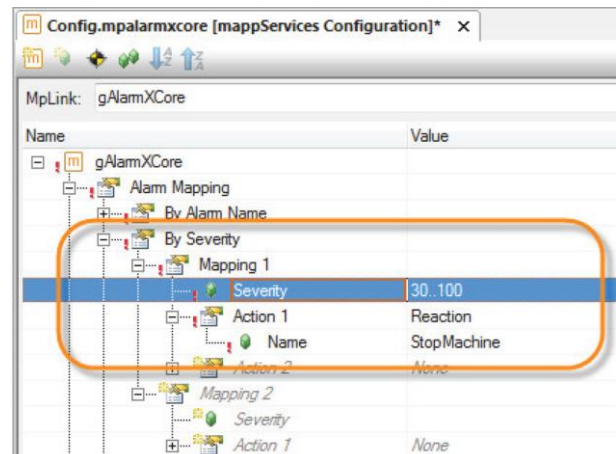 Config.mpalarmxcore [mappServices Configuration]* ×
MpLink: gAlarmXCore
Name Value
gAlarmXCore
Alarm Mapping
By Alarm Name
By Severity
Mapping 1
Severity 30..100
Action 1 Reaction
Name StopMachine
Action 2 None
Mapping 2
Severity
Action 1 None